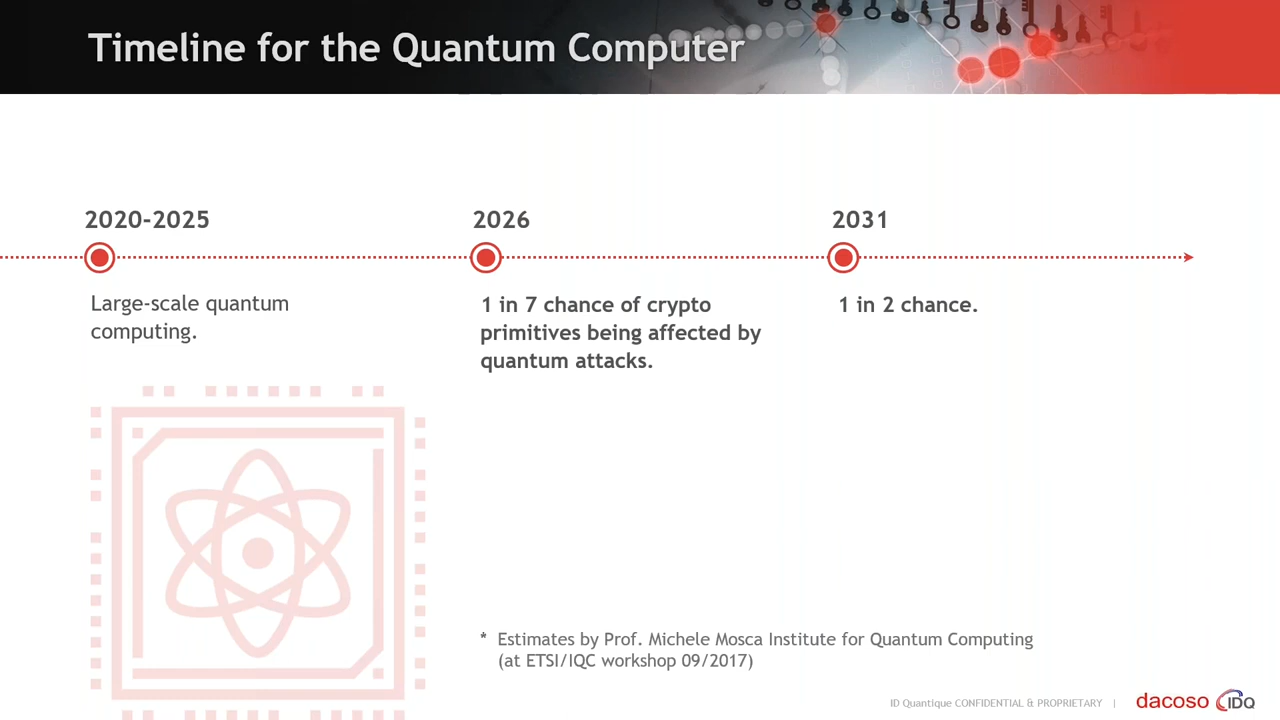 Timeline for the Quantum Computer
2020-2025
2026
2031
Large-scale quantum
computing.
1 in 7 chance of crypto
primitives being affected by
quantum attacks.
1 in 2 chance.
* Estimates by Prof. Michele Mosca Institute for Quantum Computing
(at ETSI/IQC workshop 09/2017)
ID Quantique CONFIDENTIAL & PROPRIETARY |
dacoso IDQ